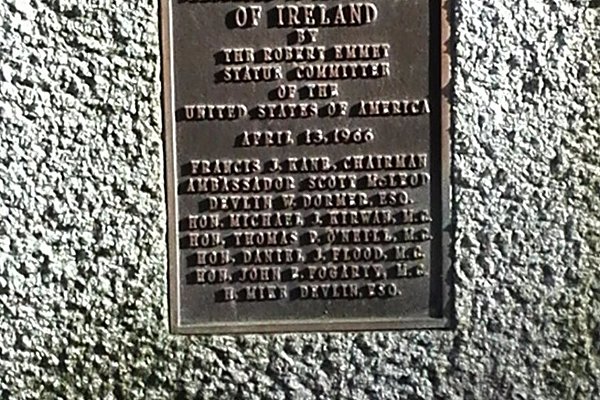 OF IRELAND
BY
THE ROBERT EMMET
STATUE COMMITTEE
OF THE
UNITED STATES OF AMERICA
APRIL 13, 1966
FRANCIS J. KANE, CHAIRMAN
AMBASSADOR SCOTT McLEOD
DEVLIN W. DORMER, ESQ.
HON. MICHAEL J. KIRWAN, M.C.
HON. THOMAS P. O'NEILL, M.C.
HON. DANIEL J. FLOOD, M.C.
HON. JOHN E. FOGARTY, M.C.
H. MIKE DEVLIN, ESQ.